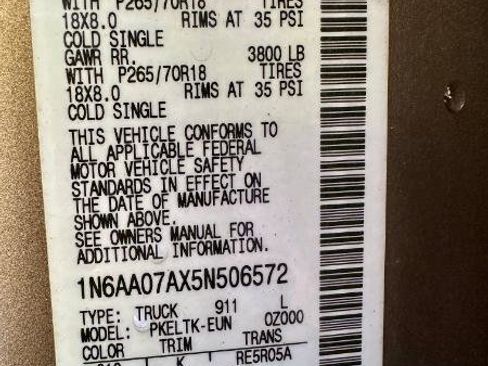 WITH P265/70R18 TIRES
18X8.0 RIMS AT 35 PSI
COLD SINGLE
GAWR RR. 3800 LB
WITH P265/70R18 TIRES
18X8.0 RIMS AT 35 PSI
COLD SINGLE
THIS VEHICLE CONFORMS TO
ALL APPLICABLE FEDERAL
MOTOR VEHICLE SAFETY
STANDARDS IN EFFECT ON
THE DATE OF MANUFACTURE
SHOWN ABOVE.
SEE OWNERS MANUAL FOR
ADDITIONAL INFORMATION.
1N6AA07AX5N506572
TYPE: TRUCK 911 L
MODEL: PKELTK-EUN 0Z000
COLOR TRIM TRANS
K RE5R05A